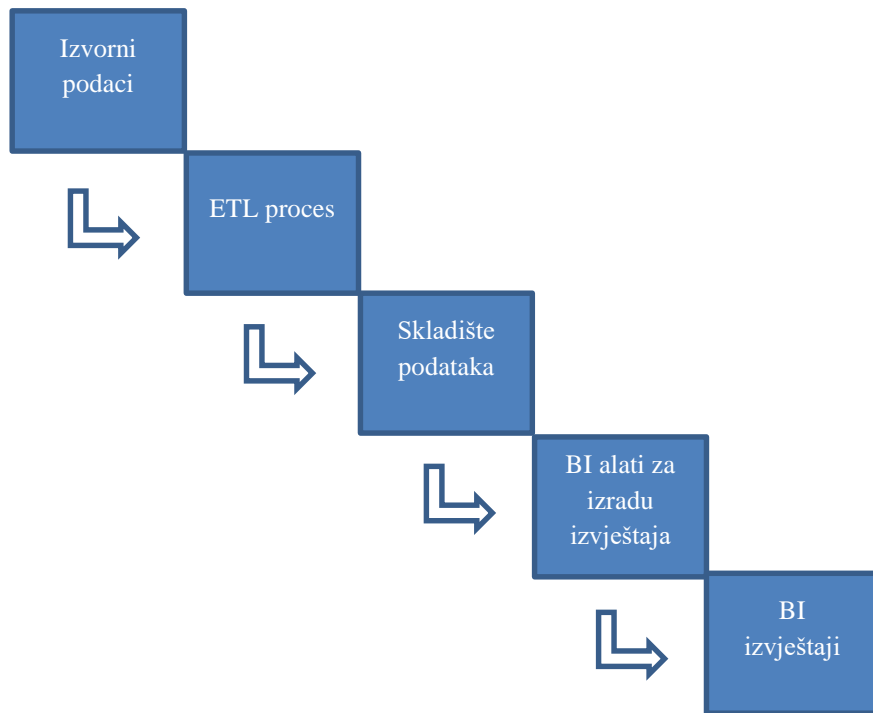 Izvorni
podaci
ETL proces
Skladište
podataka
BI alati za
izradu
izvještaja
BI
izvještaji